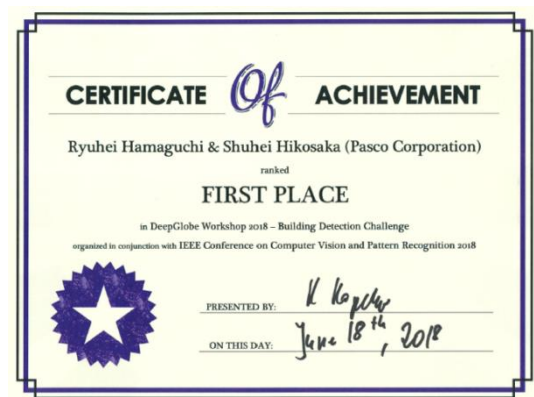 CERTIFICATE Of ACHIEVEMENT
Ryuhei Hamaguchi & Shuhei Hikosaka (Pasco Corporation)
ranked
FIRST PLACE
in DeepGlobe Workshop 2018 – Building Detection Challenge
organized in conjunction with IEEE Conference on Computer Vision and Pattern Recognition 2018
PRESENTED BY:
ON THIS DAY: June 18th, 2018